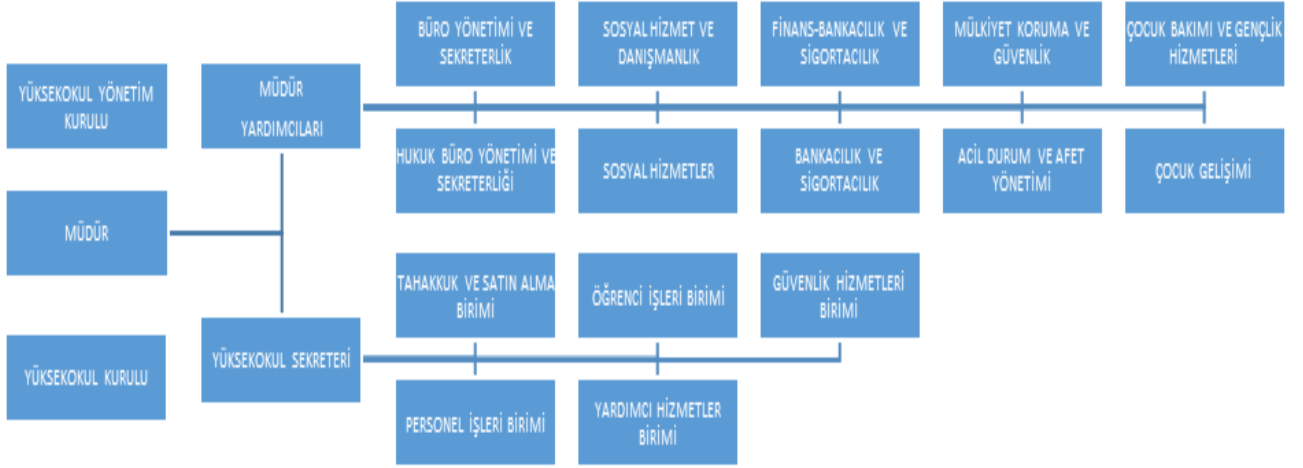 YÜKSEKOKUL YÖNETİM
KURULU
MÜDÜR
YÜKSEKOKUL KURULU
MÜDÜR
YARDIMCILARI
YÜKSEKOKUL SEKRETERİ
BÜRO YÖNETİMİ VE
SEKRETERLİK
SOSYAL HİZMET VE
DANIŞMANLIK
FİNANS-BANKACILIK VE
SİGORTACILIK
MÜLKİYET KORUMA VE
GÜVENLİK
ÇOCUK BAKIMI VE GENÇLİK
HİZMETLERİ
HUKUK BÜRO YÖNETİMİ VE
SEKRETERLİĞİ
SOSYAL HİZMETLER
BANKACILIK VE
SİGORTACILIK
ACİL DURUM VE AFET
YÖNETİMİ
ÇOCUK GELİŞİMİ
TAHAKKUK VE SATIN ALMA
BİRİMİ
ÖĞRENCİ İŞLERİ BİRİMİ
GÜVENLİK HİZMETLERİ
BİRİMİ
PERSONEL İŞLERİ BİRİMİ
YARDIMCI HİZMETLER
BİRİMİ